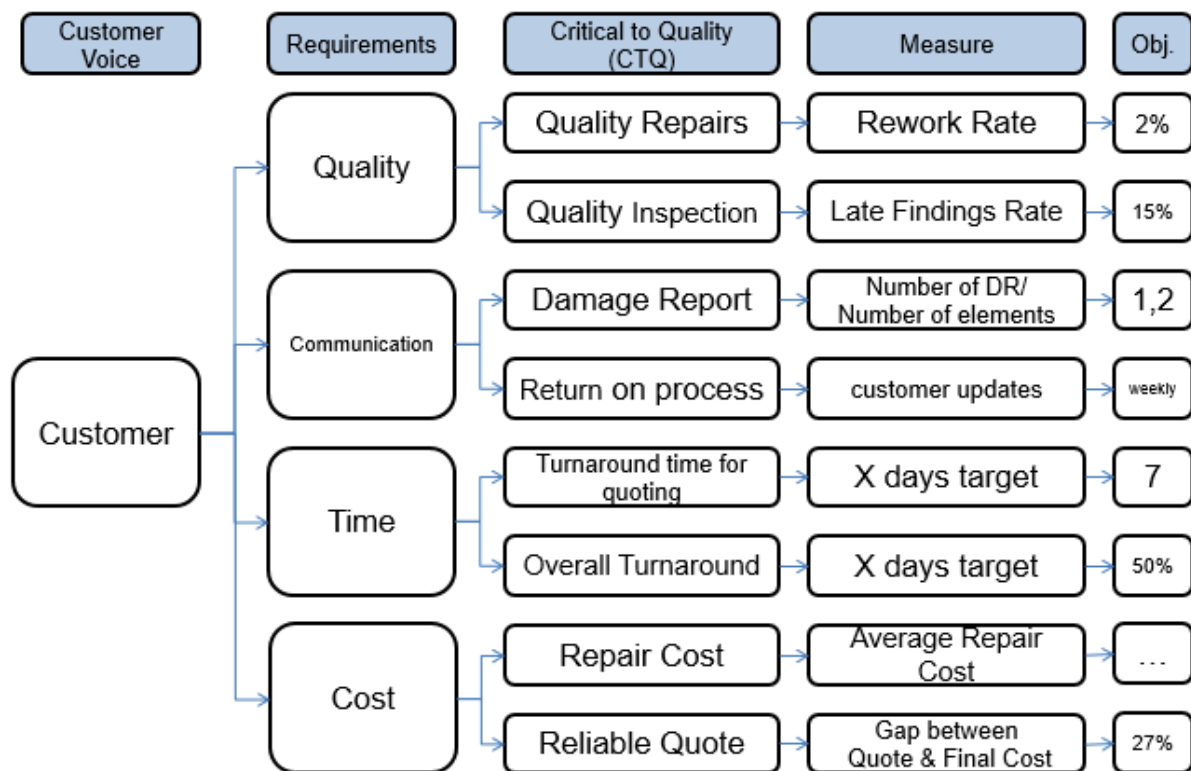 Customer
Voice
Requirements
Critical to Quality
(CTQ)
Measure
Obj.
Customer
Quality
Quality Repairs
Rework Rate
2%
Quality Inspection
Late Findings Rate
15%
Communication
Damage Report
Number of DR/
Number of elements
1,2
Return on process
customer updates
weekly
Time
Turnaround time for
quoting
X days target
7
Overall Turnaround
X days target
50%
Cost
Repair Cost
Average Repair
Cost
...
Reliable Quote
Gap between
Quote & Final Cost
27%